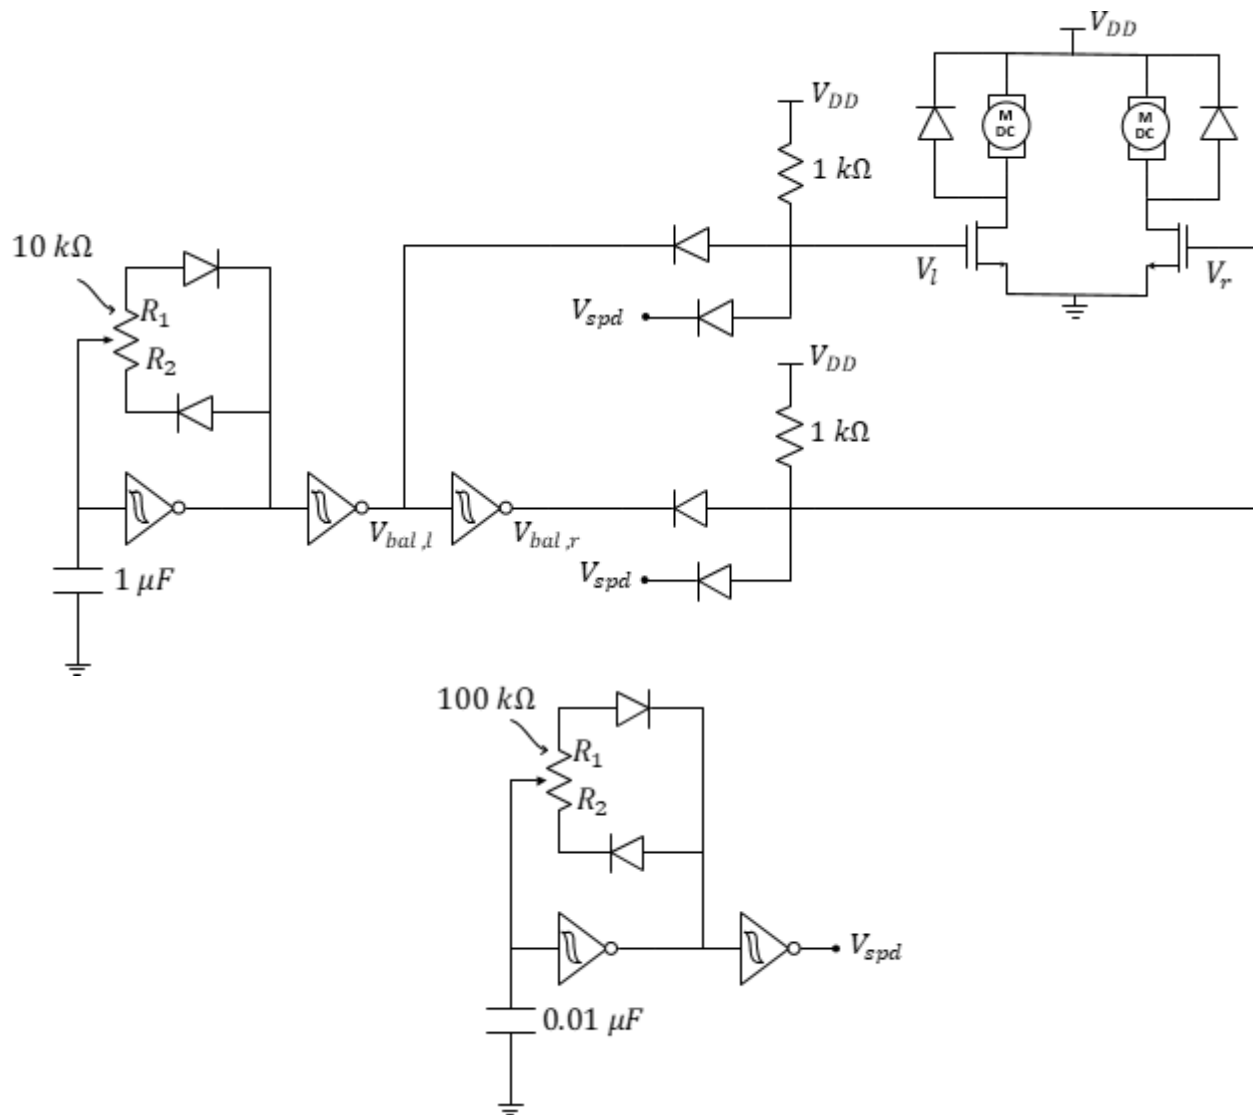 V_DD
M
DC
M
DC
V_DD
1 kΩ
V_l
V_r
10 kΩ
R_1
R_2
V_spd
V_DD
1 kΩ
V_bal,l
V_bal,r
V_spd
1 μF
100 kΩ
R_1
R_2
V_spd
0.01 μF